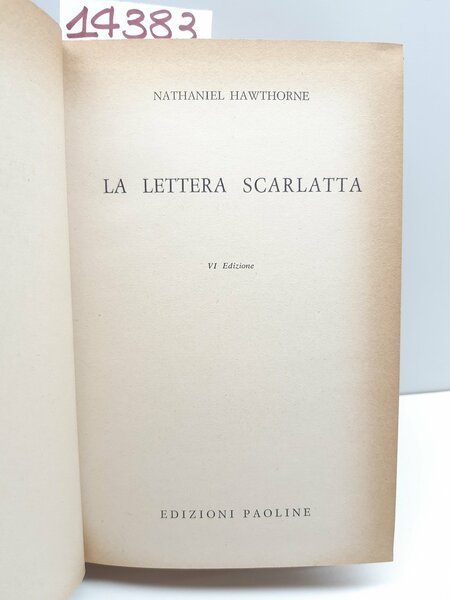 14383
NATHANIEL HAWTHORNE
LA LETTERA SCARLATTA
VI Edizione
EDIZIONI PAOLINE